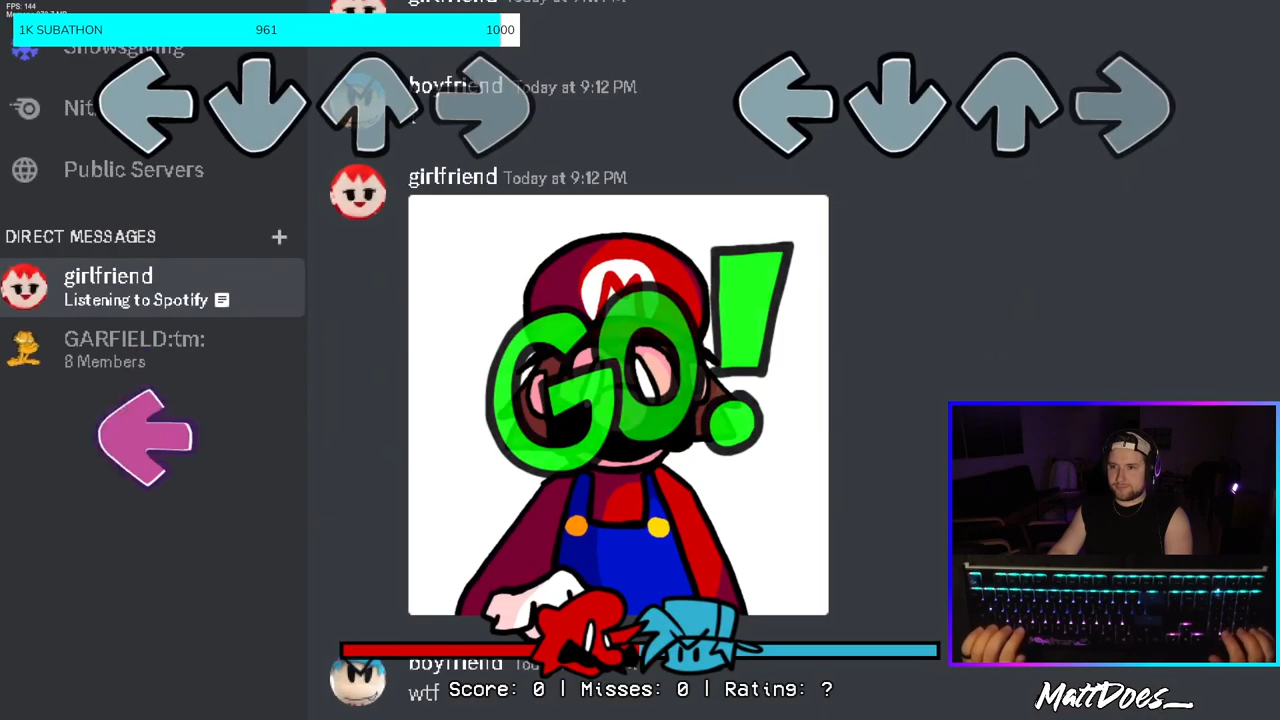 FPS: 144
girlfriend
1K SUBATHON 961 1000
Snowsgiving
boyfriend Today at 9:12 PM
Nit
Public Servers
girlfriend Today at 9:12 PM
DIRECT MESSAGES +
girlfriend
Listening to Spotify
GARFIELD:tm:
8 Members
M
GO!
boyfriend
wtf
Score: 0 | Misses: 0 | Rating: ?
MattDoes_